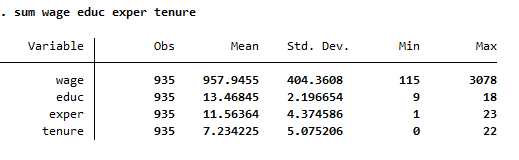 . sum wage educ exper tenure
Variable Obs Mean Std. Dev. Min Max
wage 935 957.9455 404.3608 115 3078
educ 935 13.46845 2.196654 9 18
exper 935 11.56364 4.374586 1 23
tenure 935 7.234225 5.075206 0 22